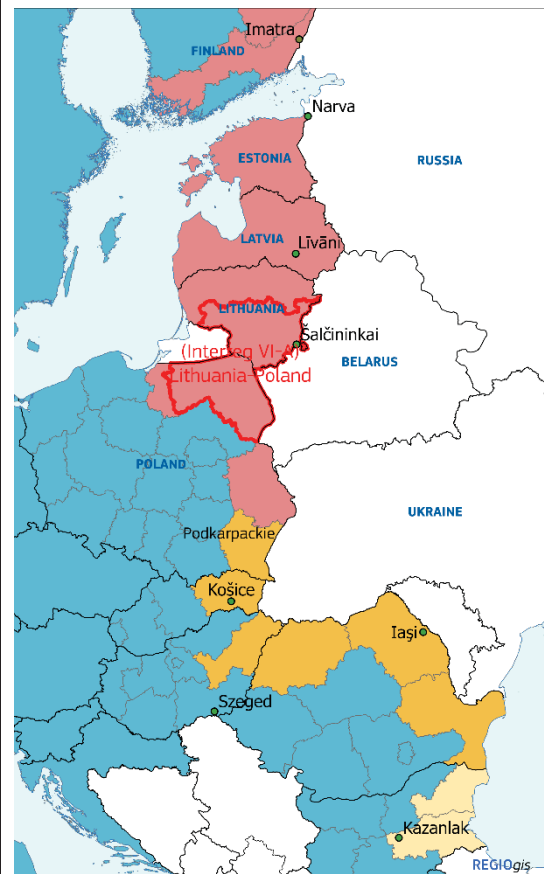 Imatra
FINLAND
Narva
ESTONIA
RUSSIA
LATVIA
Līvāni
LITHUANIA
Šalčininkai
(Interreg VI-A)
Lithuania-Poland
BELARUS
POLAND
UKRAINE
Podkarpackie
Košice
Iaşi
Szeged
Kazanlak
REGIOgis